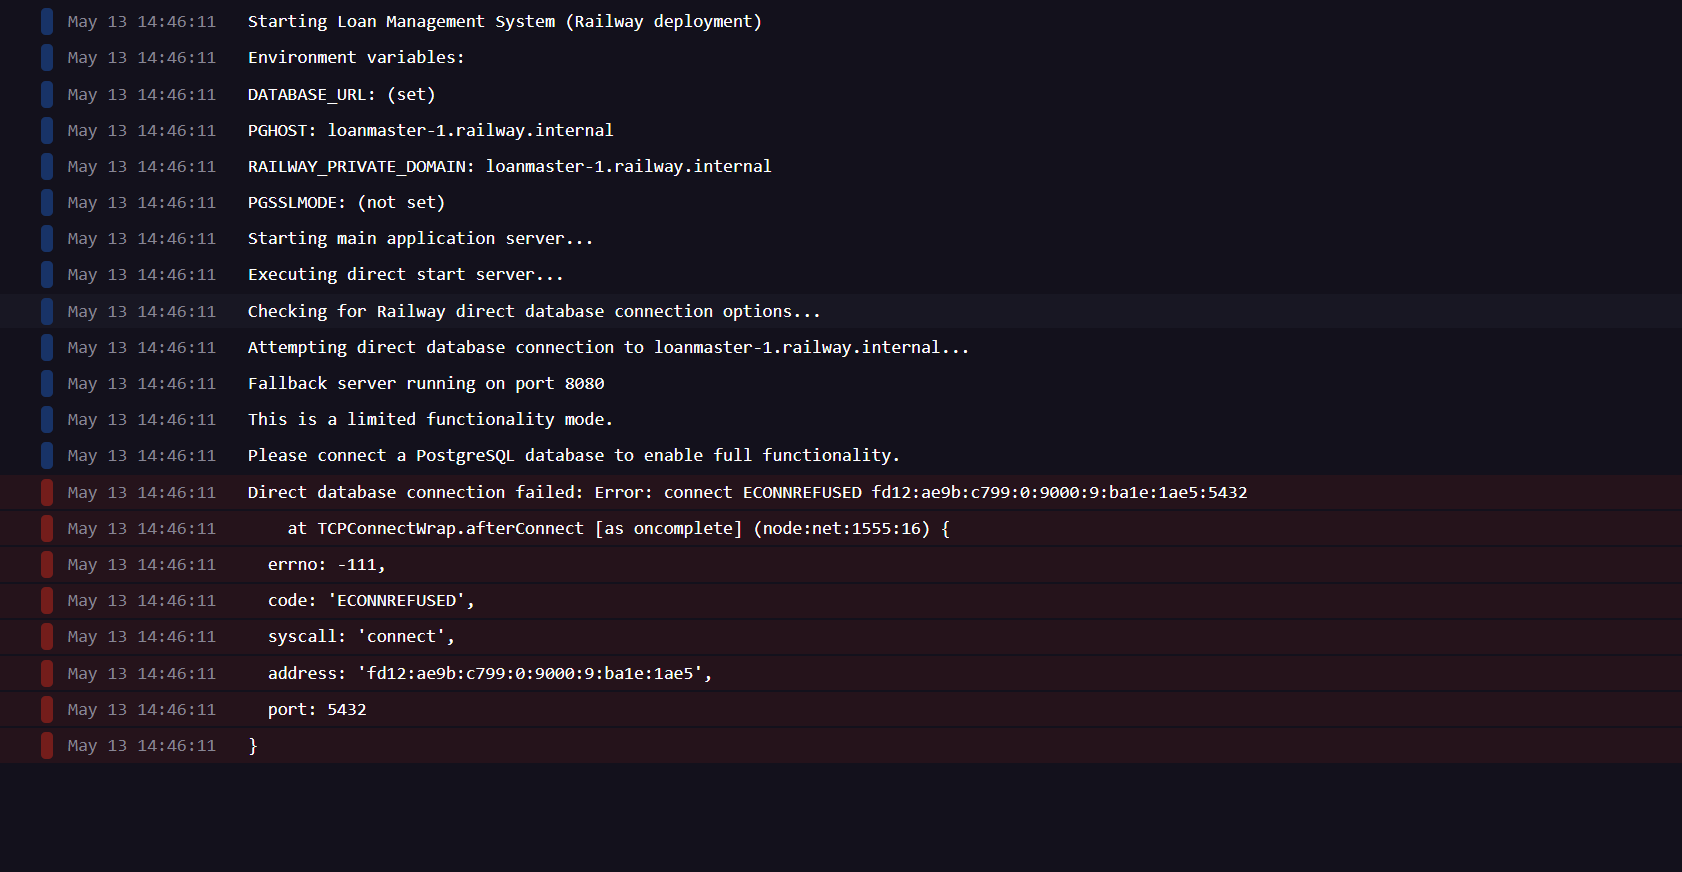 May 13 14:46:11 Starting Loan Management System (Railway deployment)
May 13 14:46:11 Environment variables:
May 13 14:46:11 DATABASE_URL: (set)
May 13 14:46:11 PGHOST: loanmaster-1.railway.internal
May 13 14:46:11 RAILWAY_PRIVATE_DOMAIN: loanmaster-1.railway.internal
May 13 14:46:11 PGSSLMODE: (not set)
May 13 14:46:11 Starting main application server...
May 13 14:46:11 Executing direct start server...
May 13 14:46:11 Checking for Railway direct database connection options...
May 13 14:46:11 Attempting direct database connection to loanmaster-1.railway.internal...
May 13 14:46:11 Fallback server running on port 8080
May 13 14:46:11 This is a limited functionality mode.
May 13 14:46:11 Please connect a PostgreSQL database to enable full functionality.
May 13 14:46:11 Direct database connection failed: Error: connect ECONNREFUSED fd12:ae9b:c799:0:9000:9:ba1e:1ae5:5432
May 13 14:46:11     at TCPConnectWrap.afterConnect [as oncomplete] (node:net:1555:16) {
May 13 14:46:11   errno: -111,
May 13 14:46:11   code: 'ECONNREFUSED',
May 13 14:46:11   syscall: 'connect',
May 13 14:46:11   address: 'fd12:ae9b:c799:0:9000:9:ba1e:1ae5',
May 13 14:46:11   port: 5432
May 13 14:46:11 }